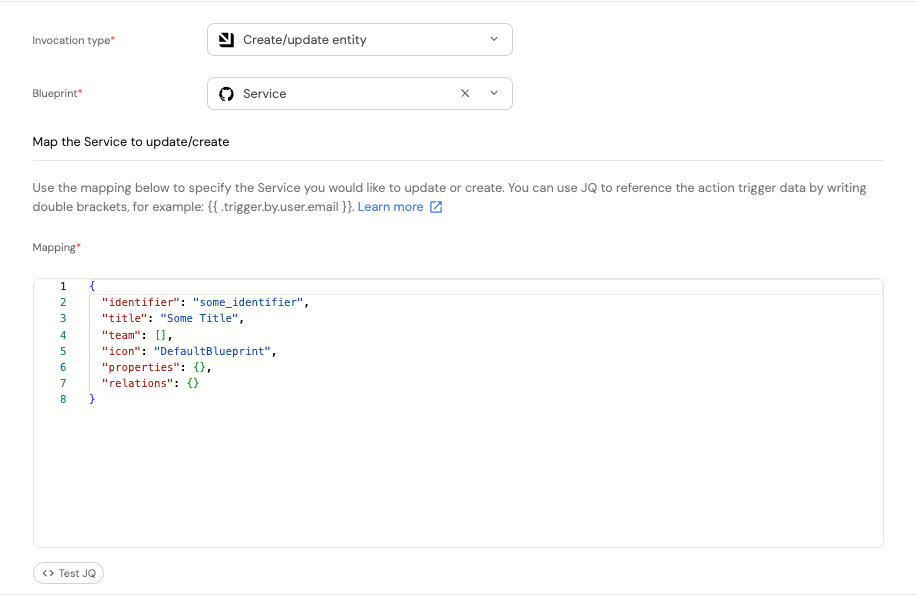 Invocation type*
Create/update entity
Blueprint*
Service
Map the Service to update/create
Use the mapping below to specify the Service you would like to update or create. You can use JQ to reference the action trigger data by writing
double brackets, for example: {{ .trigger.by.user.email }}. Learn more
Mapping*
1 {
2 "identifier": "some_identifier",
3 "title": "Some Title",
4 "team": [],
5 "icon": "DefaultBlueprint",
6 "properties": {},
7 "relations": {}
8 }
<> Test JQ